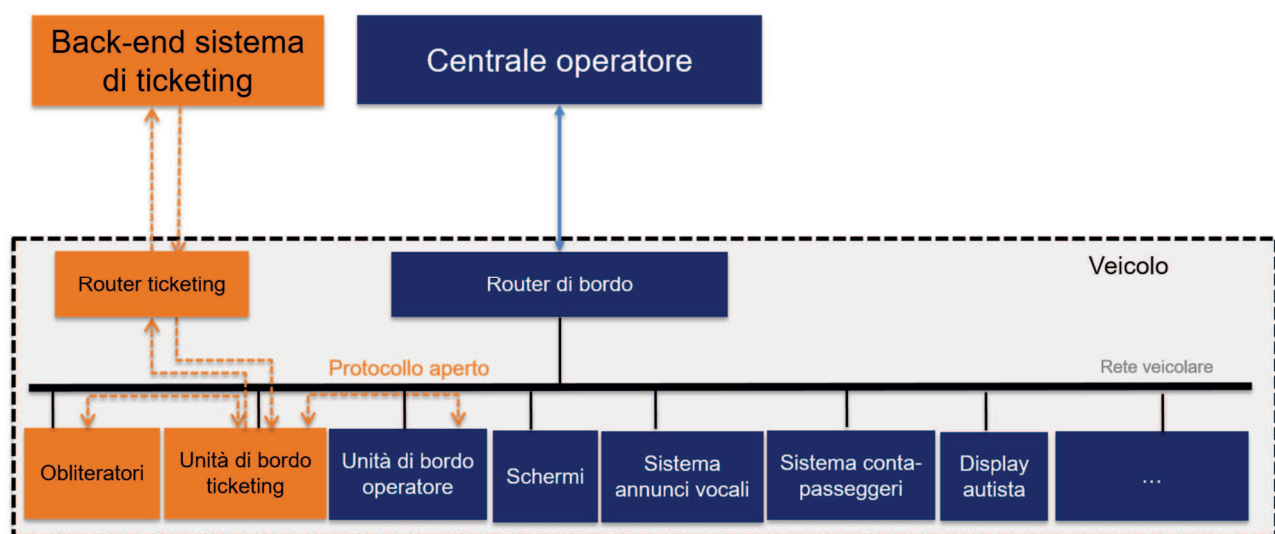 Back-end sistema
di ticketing
Centrale operatore
Veicolo
Router ticketing
Router di bordo
Protocollo aperto
Rete veicolare
Obliteratori
Unità di bordo
ticketing
Unità di bordo
operatore
Schermi
Sistema
annunci vocali
Sistema conta-
passeggeri
Display
autista
...